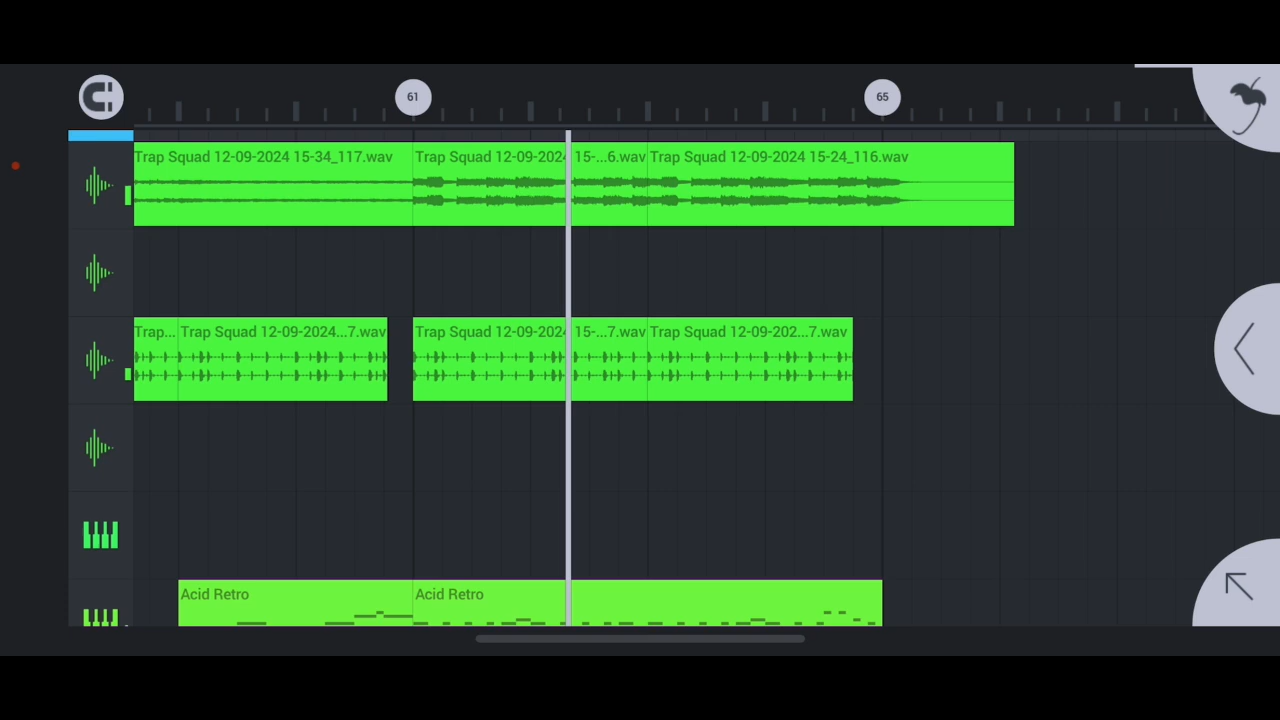 61 65
Trap Squad 12-09-2024 15-34_117.wav Trap Squad 12-09-2024 15-...6.wav Trap Squad 12-09-2024 15-24_116.wav
Trap... Trap Squad 12-09-2024...7.wav Trap Squad 12-09-2024 15-...7.wav Trap Squad 12-09-202...7.wav
Acid Retro Acid Retro